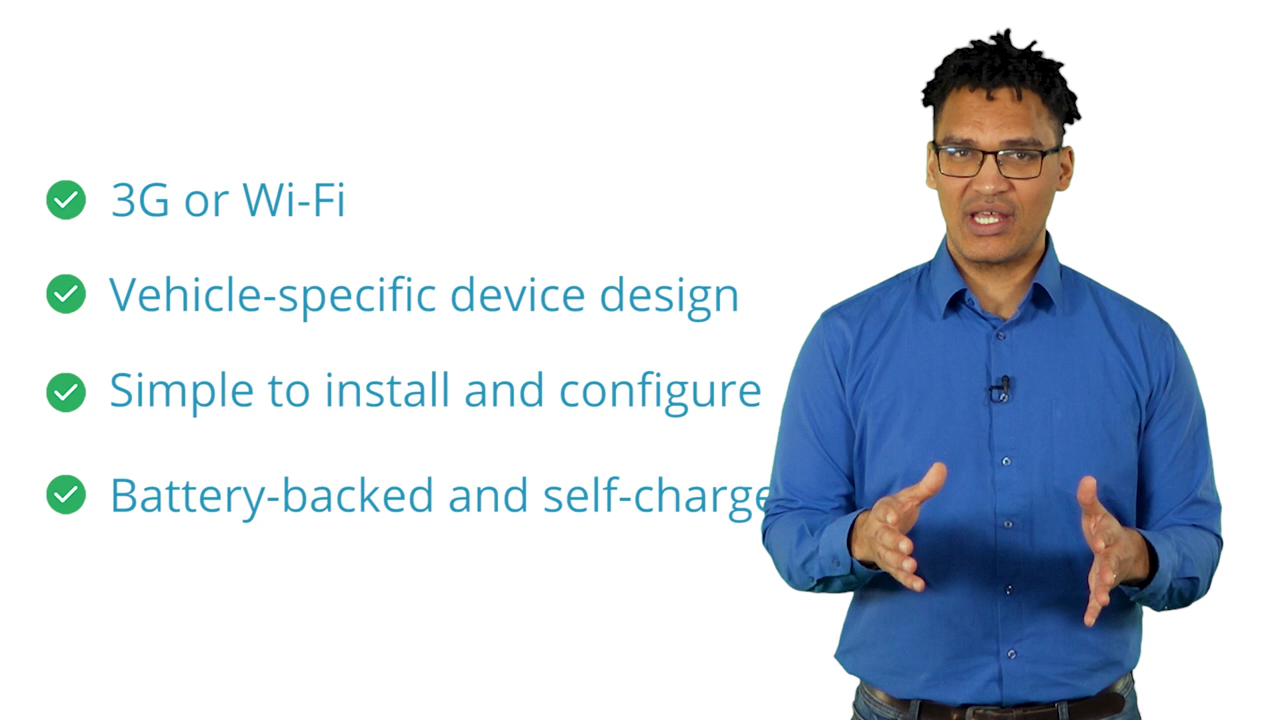 3G or Wi-Fi
Vehicle-specific device design
Simple to install and configure
Battery-backed and self-charge